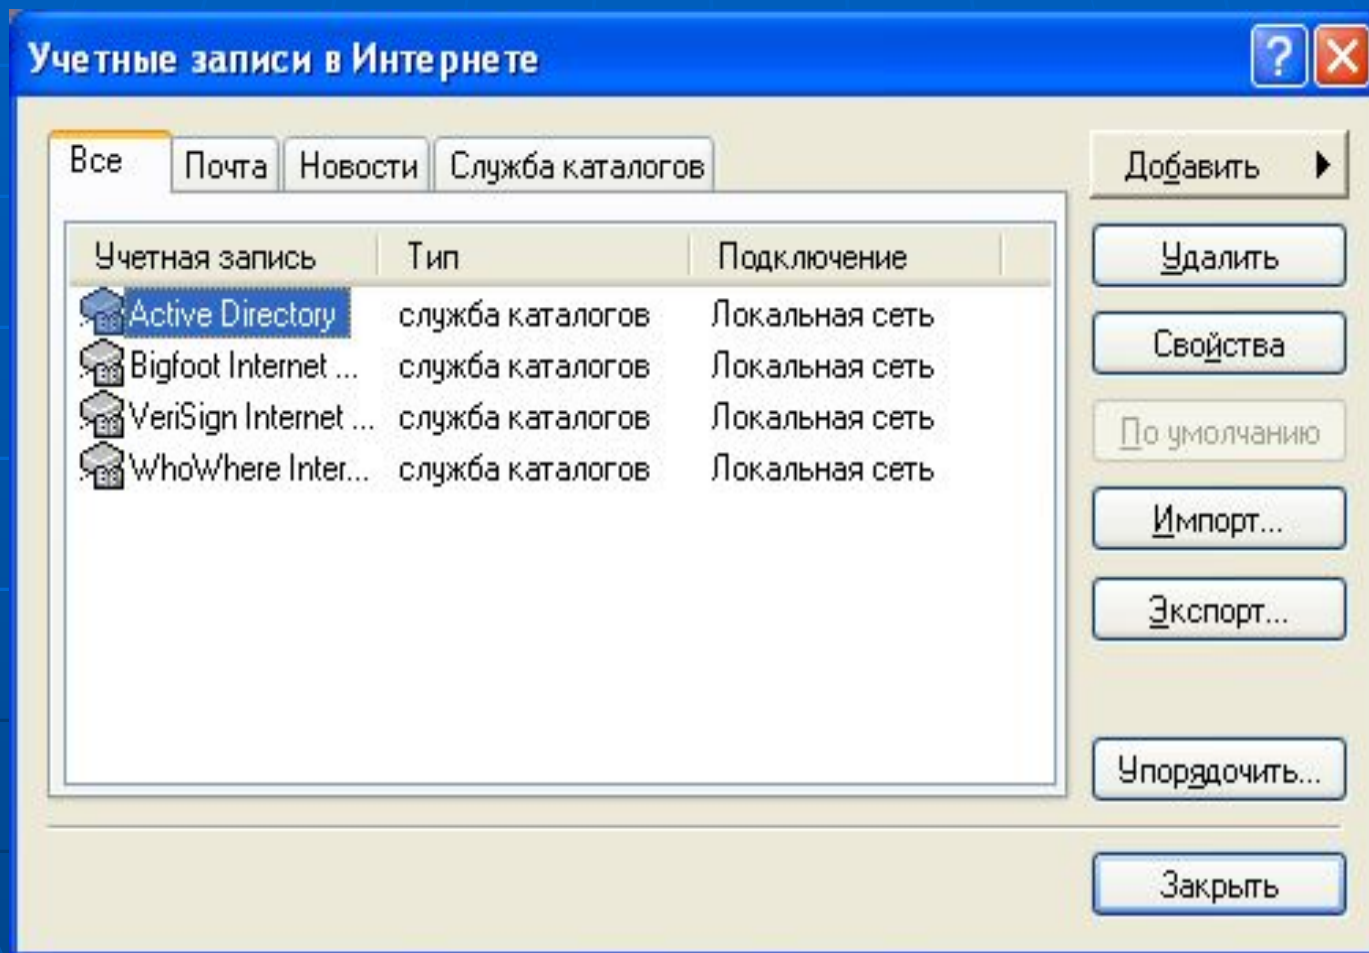 Учетные записи в Интернете
?
Все Почта Новости Служба каталогов
Добавить
Учетная запись Тип Подключение
Удалить
Active Directory служба каталогов Локальная сеть
Свойства
Bigfoot Internet ... служба каталогов Локальная сеть
VeriSign Internet ... служба каталогов Локальная сеть
По умолчанию
WhoWhere Inter... служба каталогов Локальная сеть
Импорт...
Экспорт...
Упорядочить...
Закрыть